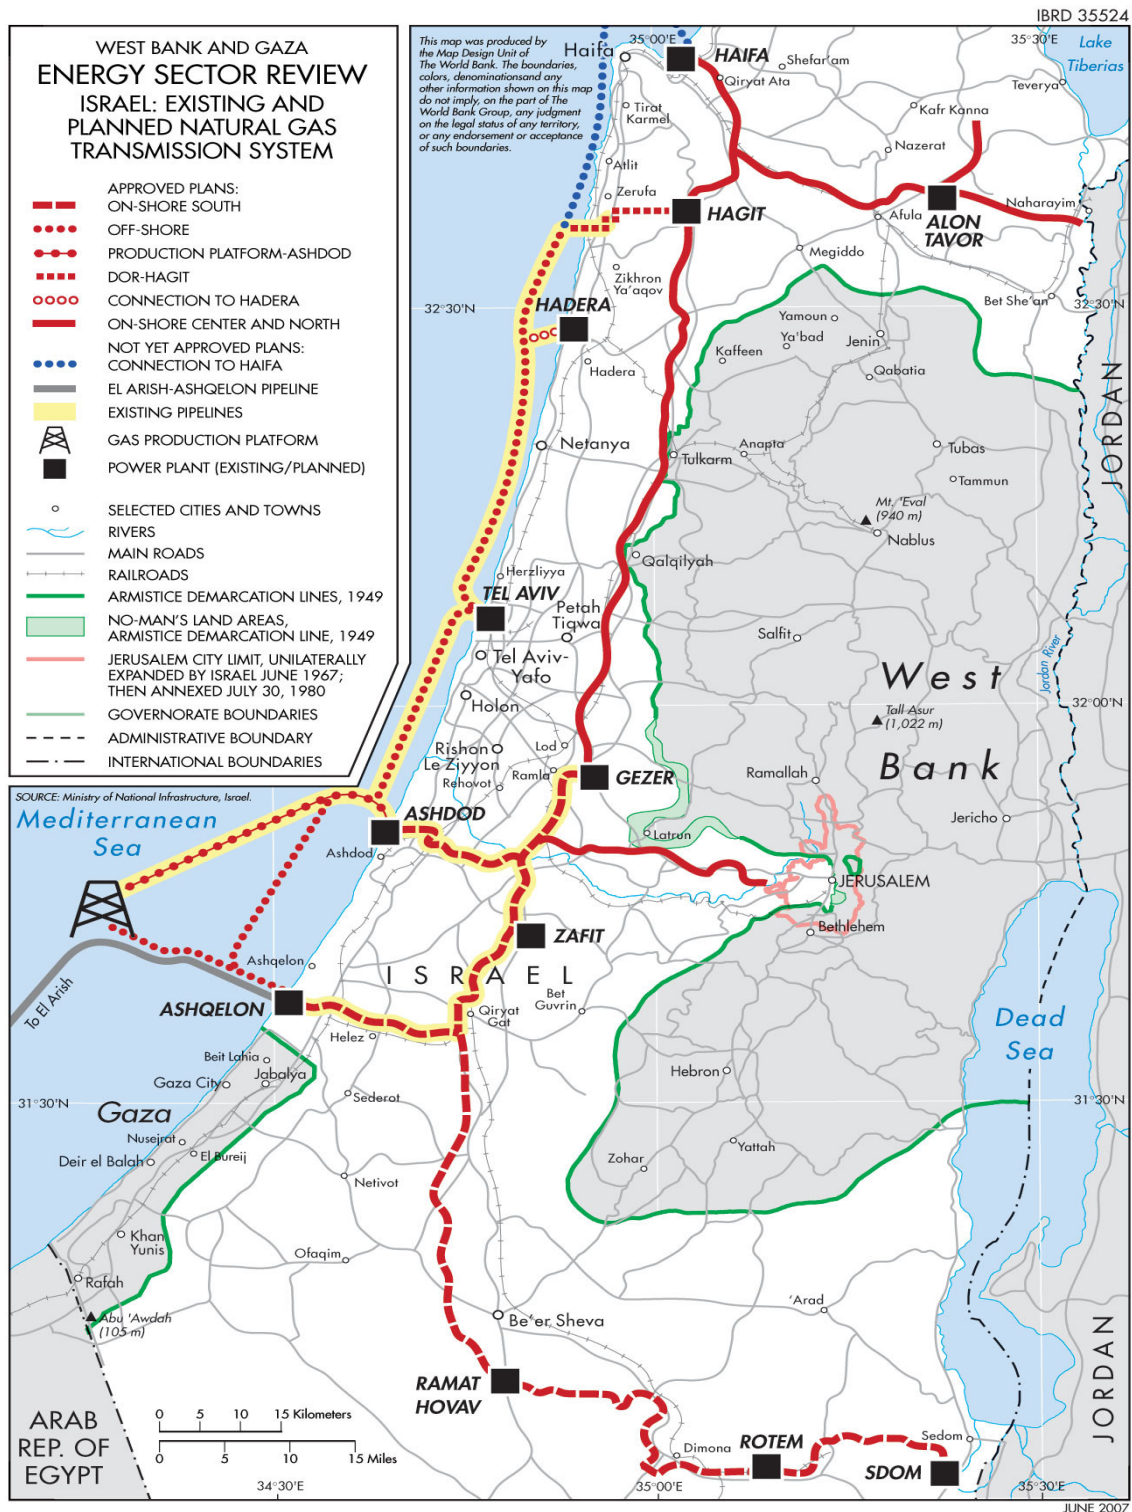 IBRD 35524
WEST BANK AND GAZA
ENERGY SECTOR REVIEW
ISRAEL: EXISTING AND
PLANNED NATURAL GAS
TRANSMISSION SYSTEM
APPROVED PLANS:
ON-SHORE SOUTH
OFF-SHORE
PRODUCTION PLATFORM-ASHDOD
DOR-HAGIT
CONNECTION TO HADERA
ON-SHORE CENTER AND NORTH
NOT YET APPROVED PLANS:
CONNECTION TO HAIFA
EL ARISH-ASHQELON PIPELINE
EXISTING PIPELINES
GAS PRODUCTION PLATFORM
POWER PLANT (EXISTING/PLANNED)
SELECTED CITIES AND TOWNS
RIVERS
MAIN ROADS
RAILROADS
ARMISTICE DEMARCATION LINES, 1949
NO-MAN'S LAND AREAS,
ARMISTICE DEMARCATION LINE, 1949
JERUSALEM CITY LIMIT, UNILATERALLY
EXPANDED BY ISRAEL JUNE 1967;
THEN ANNEXED JULY 30, 1980
GOVERNORATE BOUNDARIES
ADMINISTRATIVE BOUNDARY
INTERNATIONAL BOUNDARIES
This map was produced by
the Map Design Unit of
The World Bank. The boundaries,
colors, denominationsand any
other information shown on this map
do not imply, on the part of The
World Bank Group, any judgment
on the legal status of any territory,
or any endorsement or acceptance
of such boundaries.
35°00'E
35°30'E
Haifa
HAIFA
Shefar'am
Qiryat Ata
Lake
Tiberias
Teverya
Tirat
Karmel
Kafr Kanna
Nazerat
Atlit
Zerufa
HAGIT
Afula
ALON
TAVOR
Naharayim
Megiddo
Zikhron
Ya'aqov
Bet She'an
32°30'N
32°30'N
HADERA
Yamoun
Ya'bad
Jenin
Kaffeen
Hadera
Qabatia
JORDAN
Netanya
Anapta
Tubas
Tulkarm
Tammun
Mt. 'Eval
(940 m)
Nablus
Qalqilyah
Herzliyya
TEL AVIV
Petah
Tiqwa
Salfit
Tel Aviv-
Yafo
West
Jordan River
Holon
32°00'N
Tall Asur
(1,022 m)
Rishon
Le Ziyyon
Lod
Ramla
Rehovot
GEZER
Ramallah
Bank
SOURCE: Ministry of National Infrastructure, Israel.
Mediterranean
Sea
ASHDOD
Ashdod
Latrun
Jericho
JERUSALEM
Bethlehem
ZAFIT
Ashqelon
ISRAEL
To El Arish
ASHQELON
Bet
Guvrin
Qiryat
Gat
Dead
Sea
Helez
Beit Lahia
Jabalya
Gaza City
Hebron
31°30'N
31°30'N
Sederot
Gaza
Nusejrat
El Bureij
Deir el Balah
Yattah
Zohar
Netivot
Khan
Yunis
Ofaqim
Rafah
'Arad
Abu 'Awdah
(105 m)
Be'er Sheva
JORDAN
RAMAT
HOVAV
ARAB
REP. OF
EGYPT
0 5 10 15 Kilometers
0 5 10 15 Miles
Dimona
ROTEM
Sedom
SDOM
34°30'E
35°00'E
35°30'E
JUNE 2007